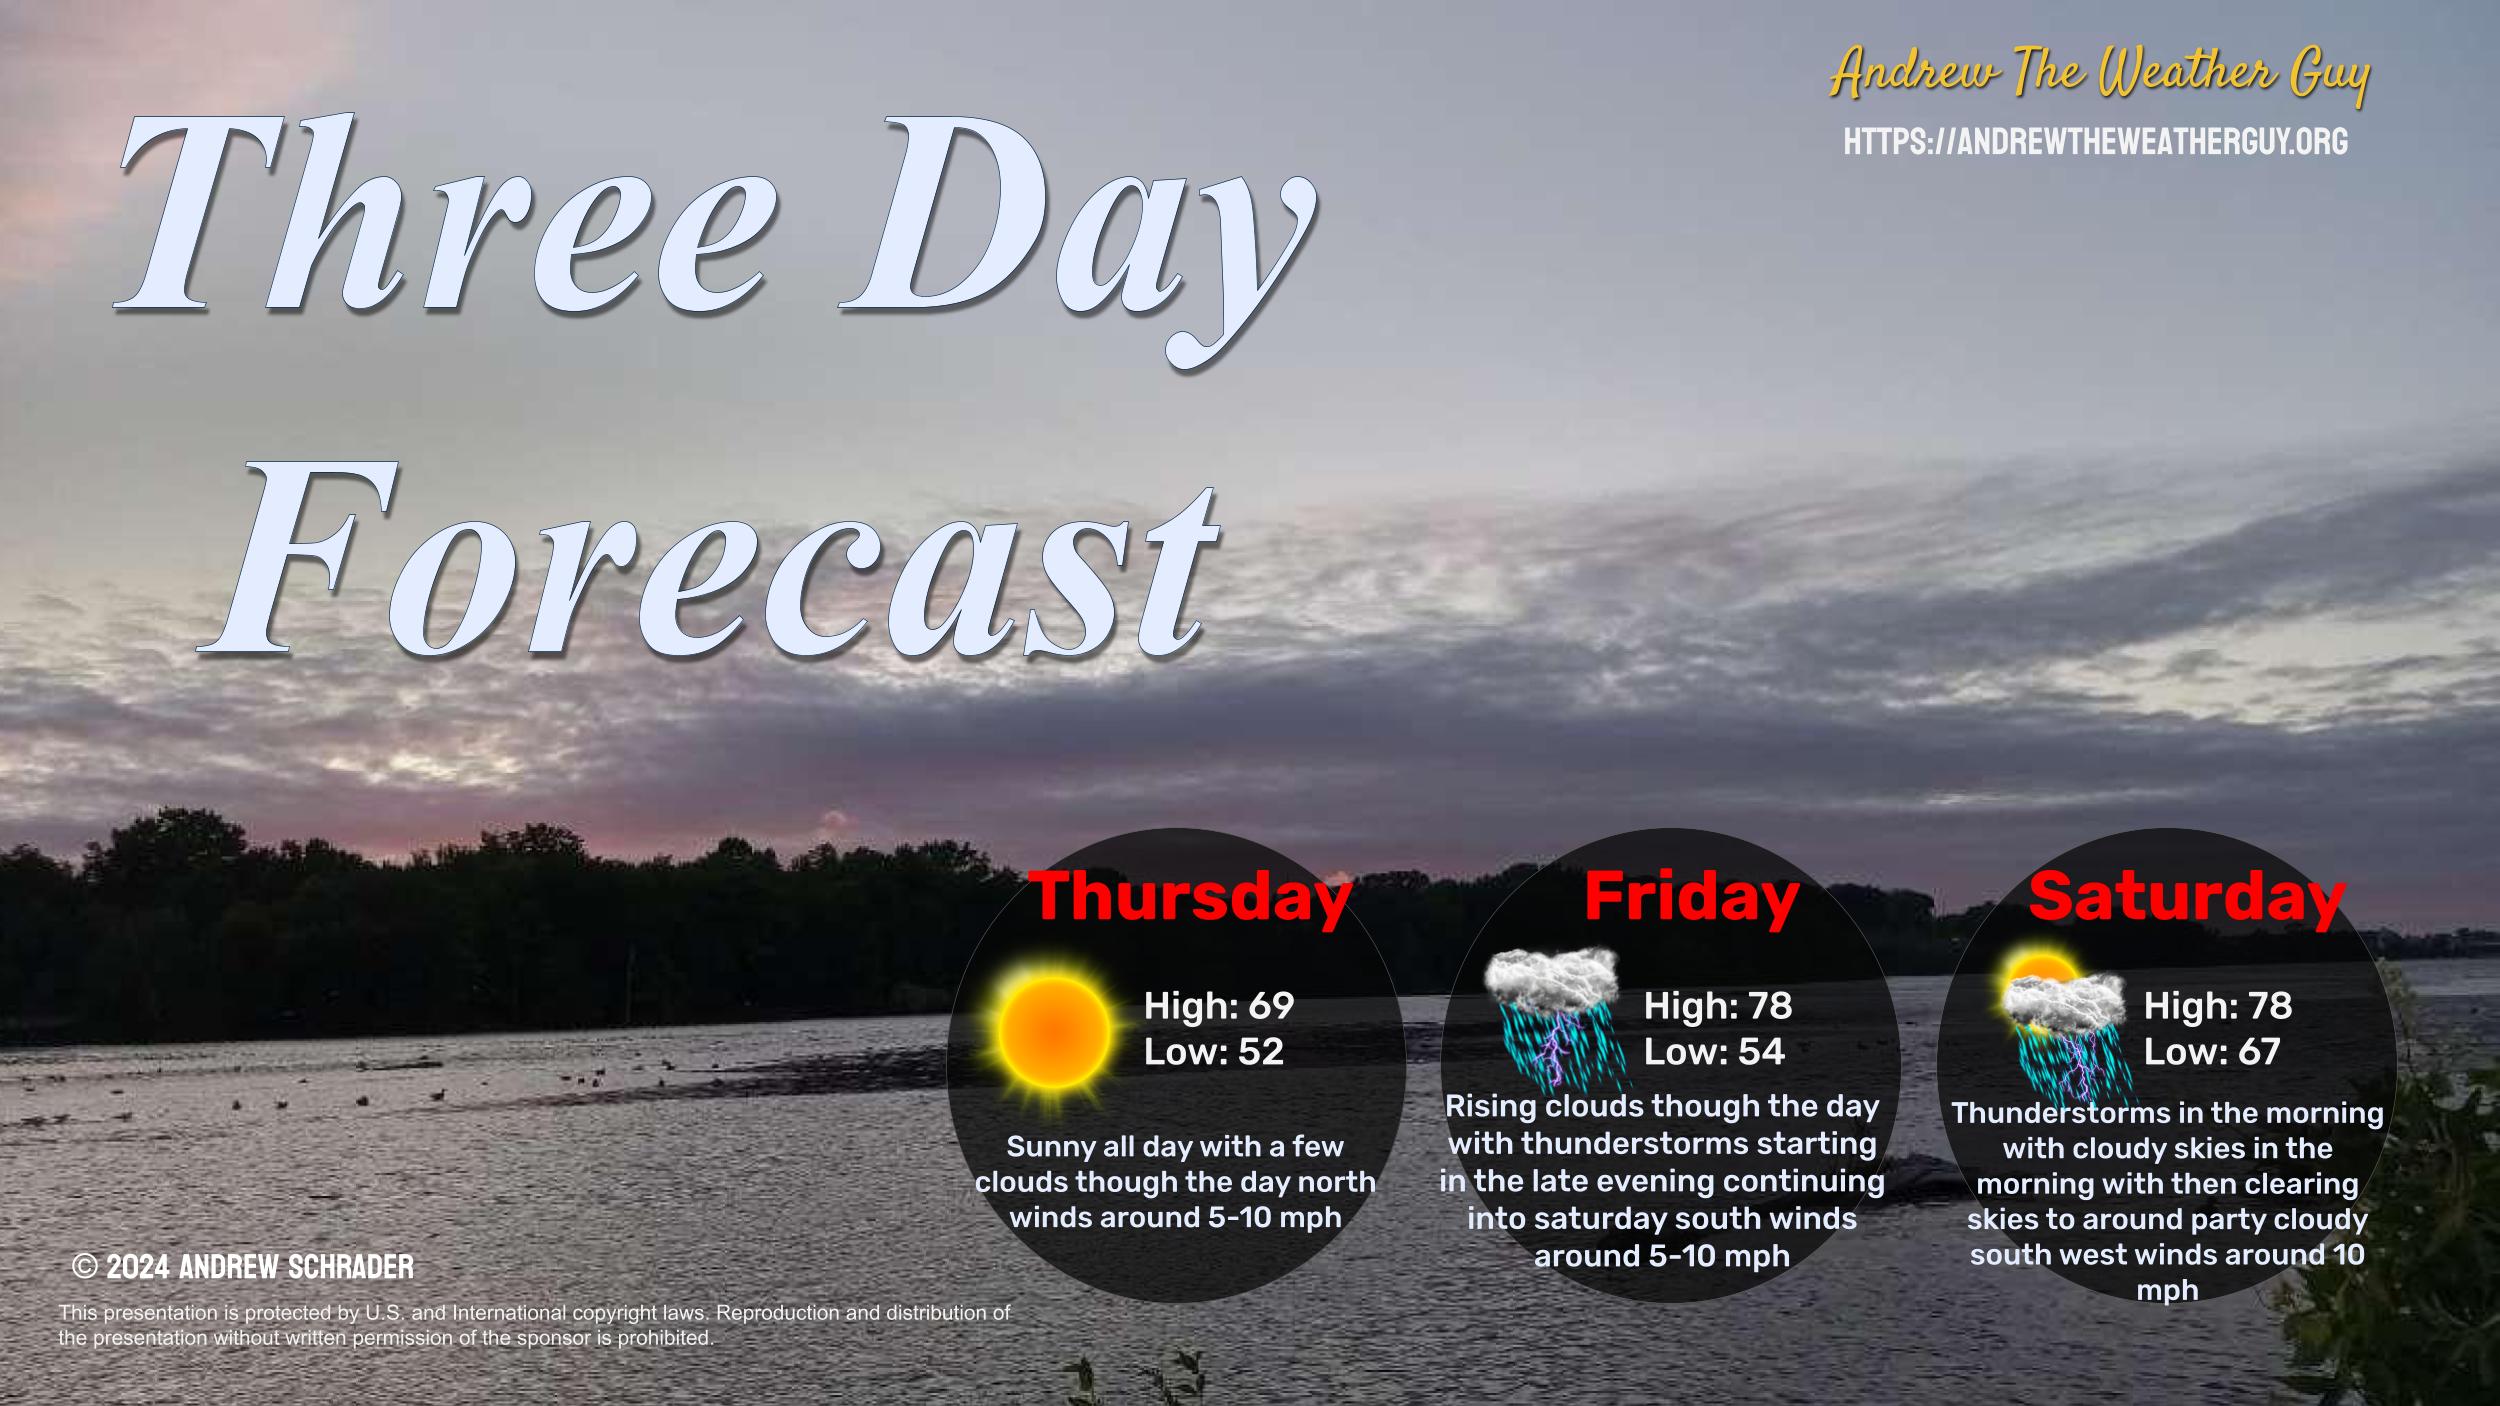 Andrew The Weather Guy
HTTPS://ANDREWTHEWEATHERGUY.ORG
Three Day
Forecast
Thursday
High: 69
Low: 52
Sunny all day with a few
clouds though the day north
winds around 5-10 mph
Friday
High: 78
Low: 54
Rising clouds though the day
with thunderstorms starting
in the late evening continuing
into saturday south winds
around 5-10 mph
Saturday
High: 78
Low: 67
Thunderstorms in the morning
with cloudy skies in the
morning with then clearing
skies to around party cloudy
south west winds around 10
mph
© 2024 ANDREW SCHRADER
This presentation is protected by U.S. and International copyright laws. Reproduction and distribution of
the presentation without written permission of the sponsor is prohibited.